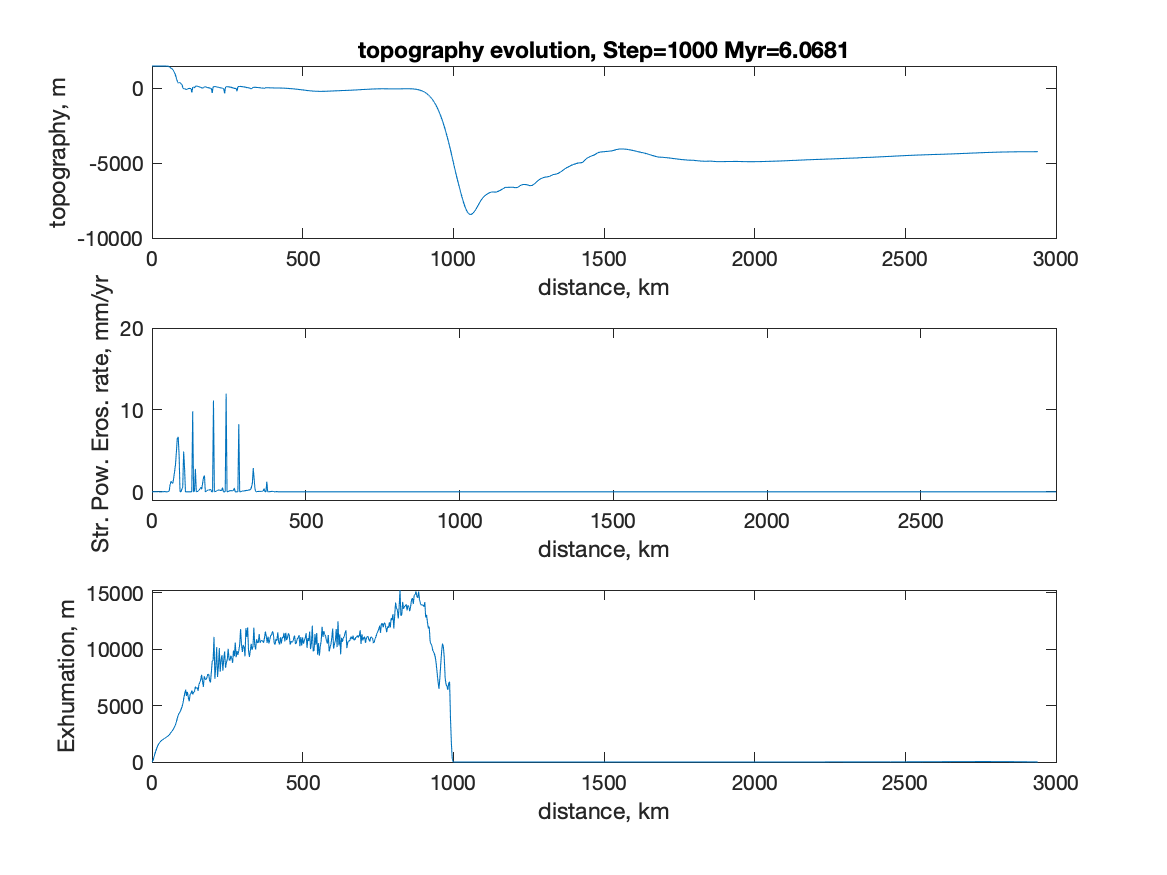 topography evolution, Step=1000 Myr=6.0681
topography, m
0
-5000
-10000
0 500 1000 1500 2000 2500 3000
distance, km
Str. Pow. Eros. rate, mm/yr
20
10
0
0 500 1000 1500 2000 2500
distance, km
Exhumation, m
15000
10000
5000
0
0 500 1000 1500 2000 2500 3000
distance, km